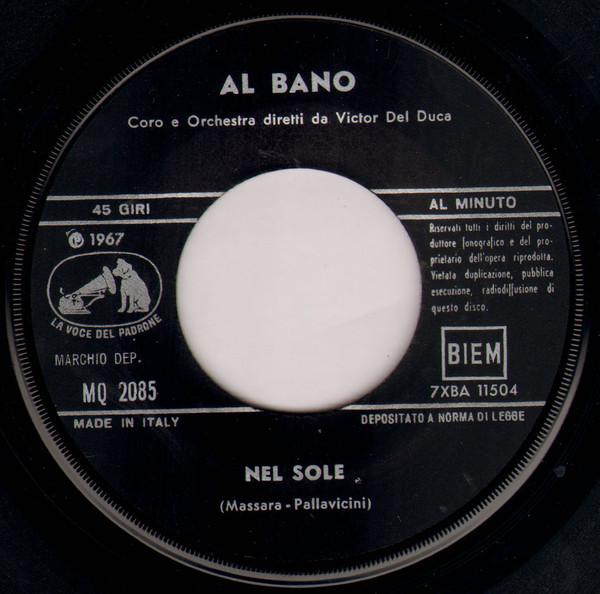 AL BANO
Coro e Orchestra diretti da Victor Del Duca
45 GIRI
AL MINUTO
℗ 1967
LA VOCE DEL PADRONE
MARCHIO DEP.
MQ 2085
MADE IN ITALY
Riservati tutti i diritti del pro-
duttore fonografico e del pro-
prietario dell'opera riprodotta.
Vietata duplicazione, pubblica
esecuzione, radiodiffusione di
questo disco.
BIEM
7XBA 11504
DEPOSITATO A NORMA DI LEGGE
NEL SOLE
(Massara - Pallavicini)